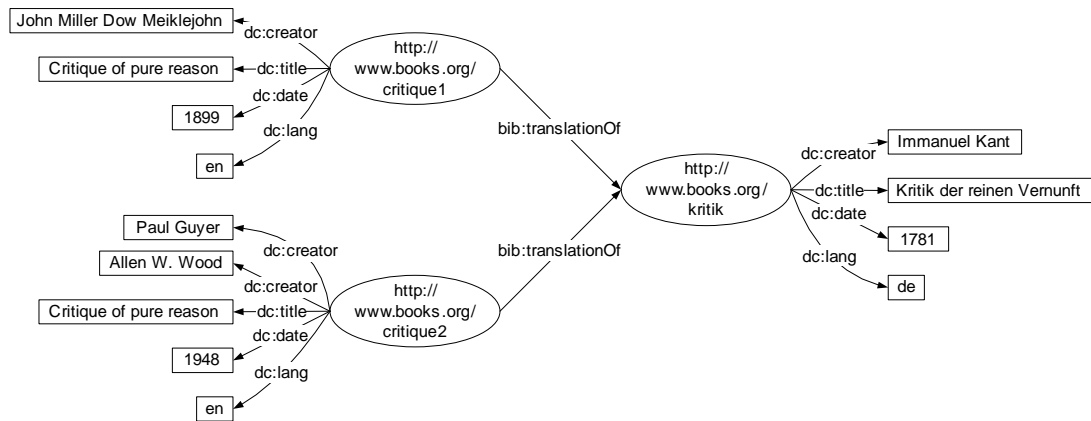 John Miller Dow Meiklejohn
dc:creator
Critique of pure reason
dc:title
dc:date
1899
dc:lang
en
http://
www.books.org/
critique1
bib:translationOf
Paul Guyer
dc:creator
Allen W. Wood
dc:creator
Critique of pure reason
dc:title
dc:date
1948
dc:lang
en
http://
www.books.org/
critique2
bib:translationOf
http://
www.books.org/
kritik
dc:creator
Immanuel Kant
dc:title
Kritik der reinen Vernunft
dc:date
1781
dc:lang
de